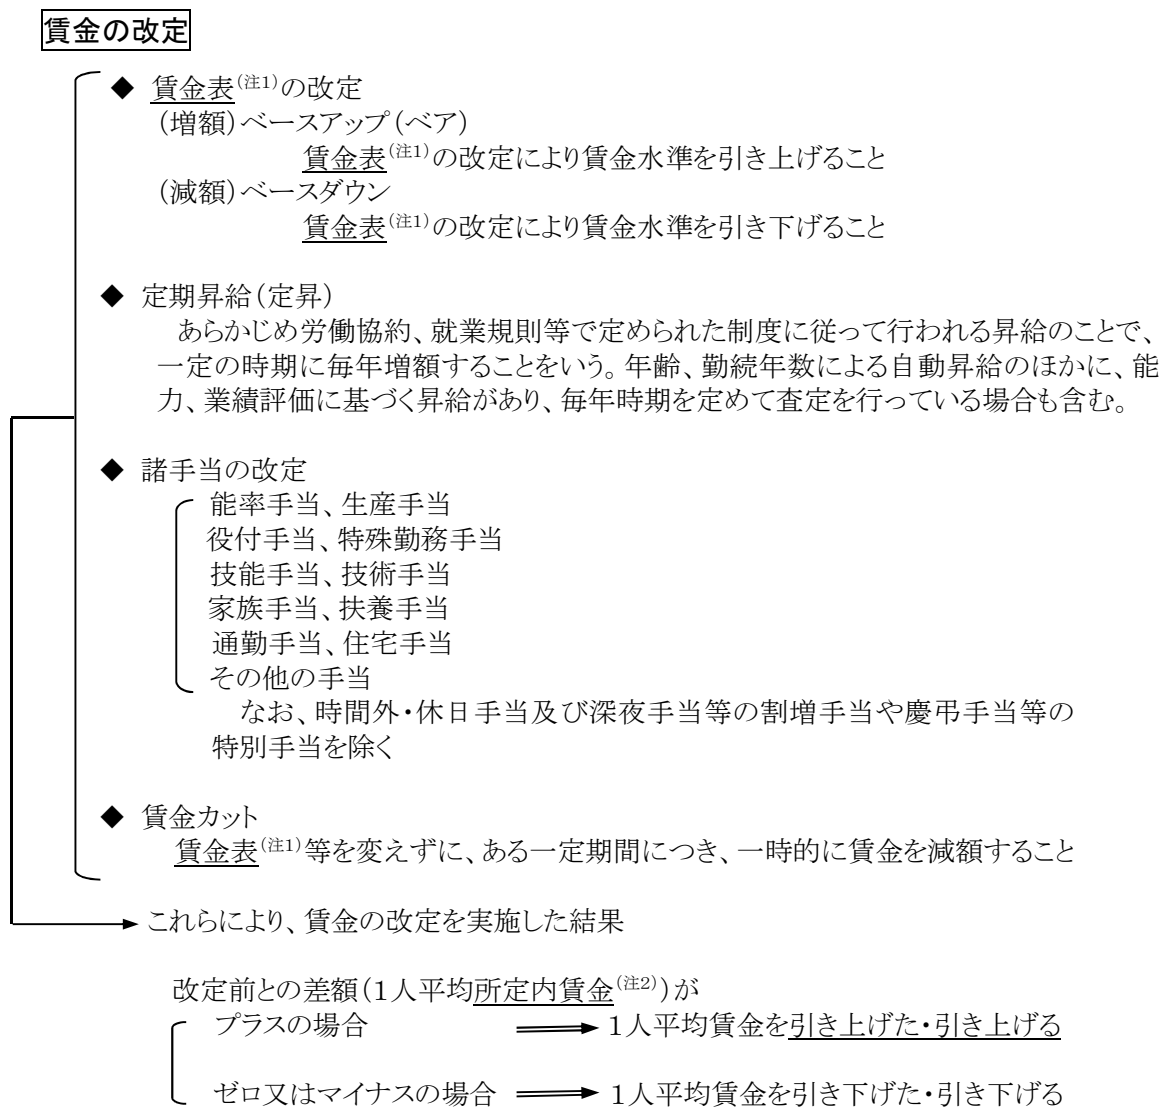 賃金の改定
◆ 賃金表(注1)の改定
(増額)ベースアップ(ベア)
賃金表(注1)の改定により賃金水準を引き上げること
(減額)ベースダウン
賃金表(注1)の改定により賃金水準を引き下げること
◆ 定期昇給(定昇)
あらかじめ労働協約、就業規則等で定められた制度に従って行われる昇給のことで、
一定の時期に毎年増額することをいう。年齢、勤続年数による自動昇給のほかに、能
力、業績評価に基づく昇給があり、毎年時期を定めて査定を行っている場合も含む。
◆ 諸手当の改定
能率手当、生産手当
役付手当、特殊勤務手当
技能手当、技術手当
家族手当、扶養手当
通勤手当、住宅手当
その他の手当
なお、時間外・休日手当及び深夜手当等の割増手当や慶弔手当等の
特別手当を除く
◆ 賃金カット
賃金表(注1)等を変えずに、ある一定期間につき、一時的に賃金を減額すること
これらにより、賃金の改定を実施した結果
改定前との差額(1人平均所定内賃金(注2))が
プラスの場合 1人平均賃金を引き上げた・引き上げる
ゼロ又はマイナスの場合 1人平均賃金を引き下げた・引き下げる